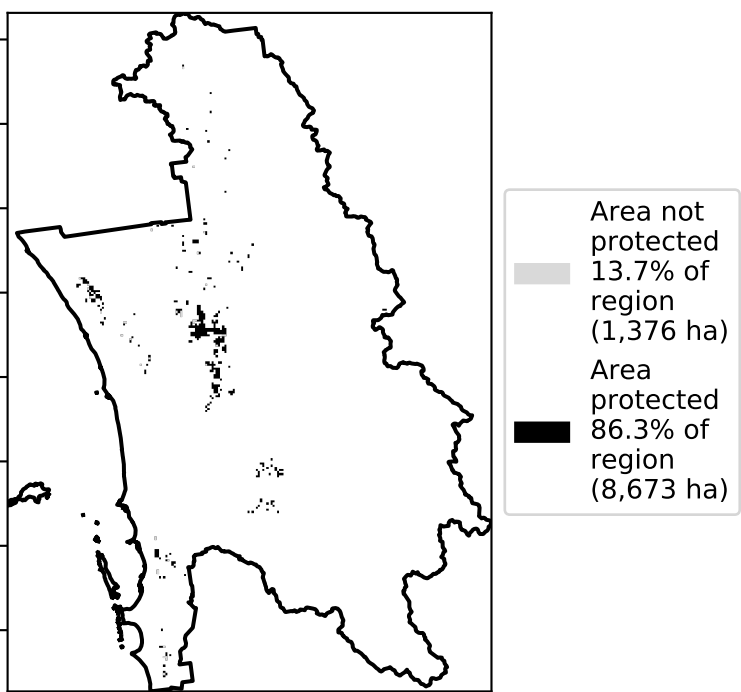 Area not
protected
13.7% of
region
(1,376 ha)
Area
protected
86.3% of
region
(8,673 ha)